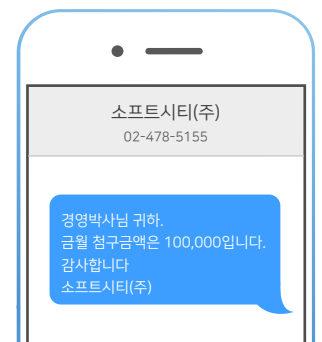 소프트시티(주)
02-478-5155
경영박사님 귀하.
금월 청구금액은 100,000입니다.
감사합니다
소프트시티(주)